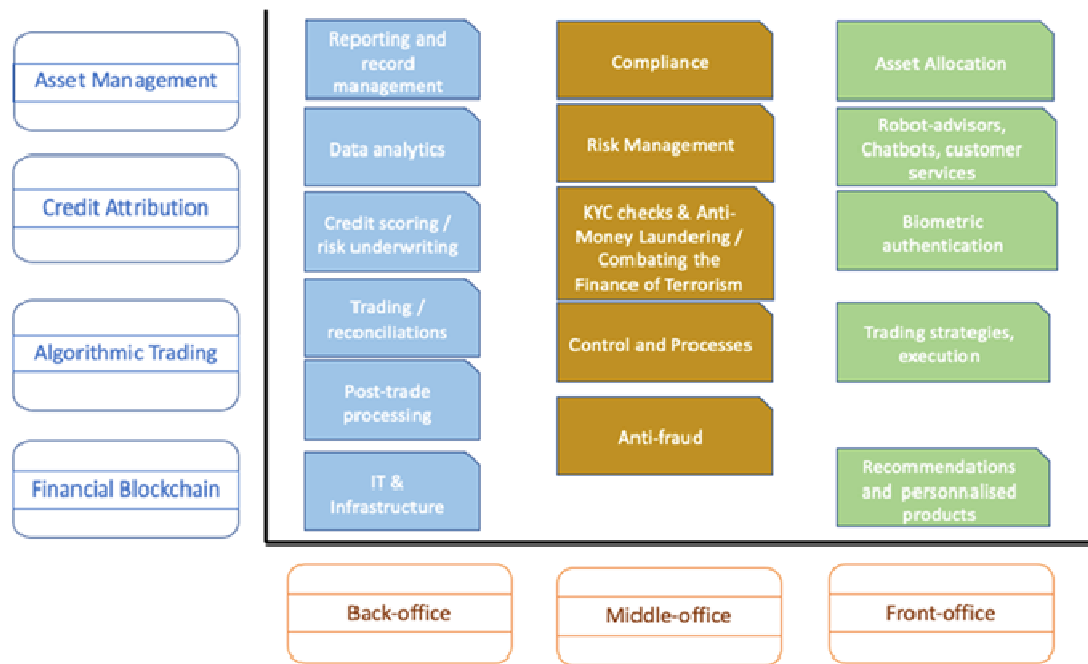 Asset Management
Credit Attribution
Algorithmic Trading
Financial Blockchain
Reporting and
record
management
Data analytics
Credit scoring /
risk underwriting
Trading /
reconciliations
Post-trade
processing
IT &
Infrastructure
Compliance
Risk Management
KYC checks & Anti-
Money Laundering /
Combating the
Finance of Terrorism
Control and Processes
Anti-fraud
Asset Allocation
Robot-advisors,
Chatbots, customer
services
Biometric
authentication
Trading strategies,
execution
Recommendations
and personnalised
products
Back-office
Middle-office
Front-office